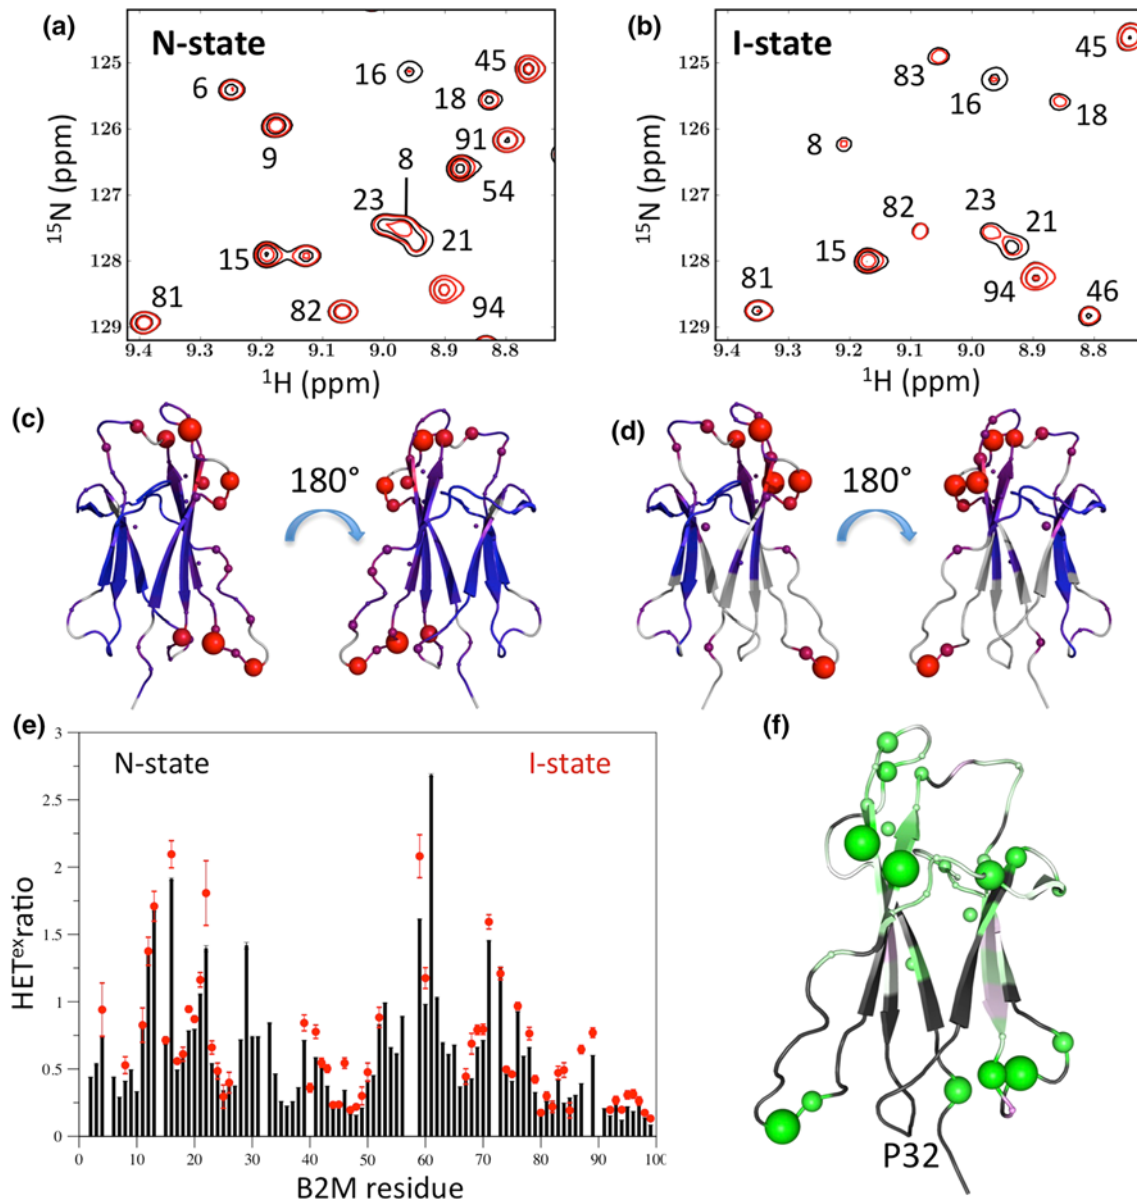 (a)
N-state
(b)
I-state
125
126
127
128
129
15N (ppm)
6
16
45
18
9
8
91
54
23
21
15
81
82
94
9.4 9.3 9.2 9.1 9.0 8.9 8.8
1H (ppm)
125
126
127
128
129
15N (ppm)
45
83
16
18
8
82
23
21
15
81
94
46
9.4 9.3 9.2 9.1 9.0 8.9 8.8
1H (ppm)
(c)
180°
(d)
180°
(e)
N-state
I-state
3
2.5
2
1.5
1
0.5
0
HETexratio
0 10 20 30 40 50 60 70 80 90 100
B2M residue
(f)
P32